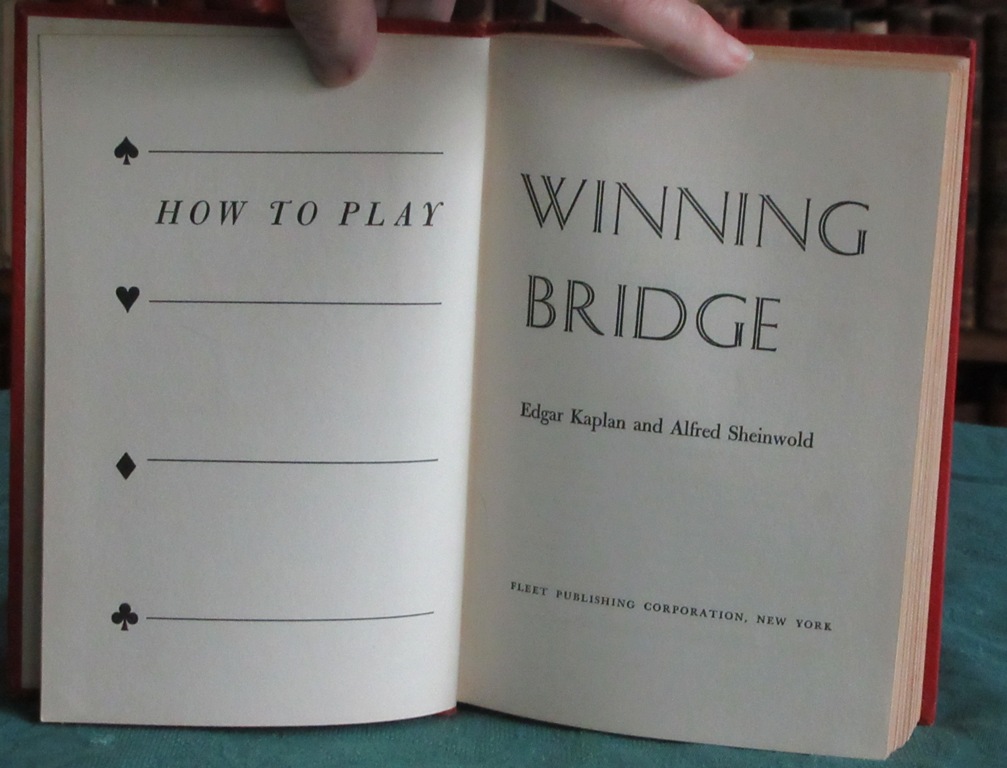 HOW TO PLAY
WINNING
BRIDGE
Edgar Kaplan and Alfred Sheinwold
FLEET PUBLISHING CORPORATION, NEW YORK